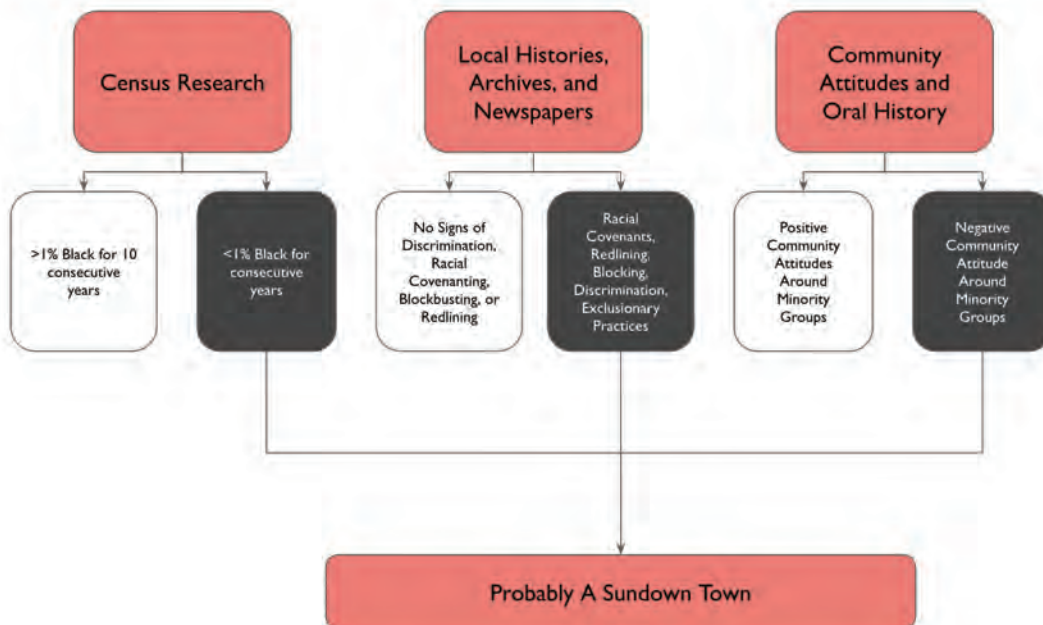 Census Research
Local Histories,
Archives, and
Newspapers
Community
Attitudes and
Oral History
>1% Black for 10
consecutive
years
<1% Black for
consecutive
years
No Signs of
Discrimination,
Racial
Covenanting,
Blockbusting, or
Redlining
Racial
Covenants,
Redlining,
Blocking,
Discrimination,
Exclusionary
Practices
Positive
Community
Attitudes
Around
Minority
Groups
Negative
Community
Attitude
Around
Minority
Groups
Probably A Sundown Town